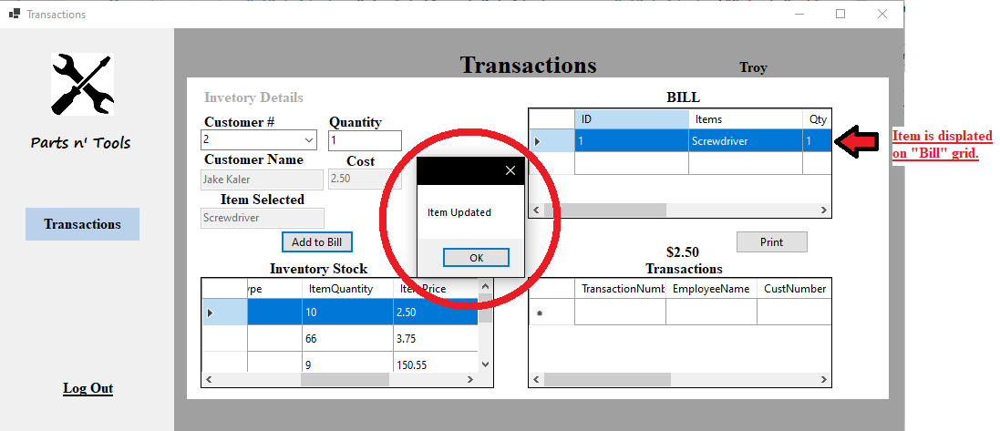 Transactions
Transactions
Troy
Parts n' Tools
Transactions
Log Out
Invetory Details
Customer #
Quantity
2
1
Customer Name
Cost
Jake Kaler
2.50
Item Selected
Screwdriver
Add to Bill
Item Updated
OK
BILL
ID Items Qty
1 Screwdriver 1
Item is displated
on "Bill" grid.
$2.50
Print
Inventory Stock
ype ItemQuantity Item Price
10 2.50
66 3.75
9 150.55
Transactions
TransactionNumb EmployeeName CustNumber